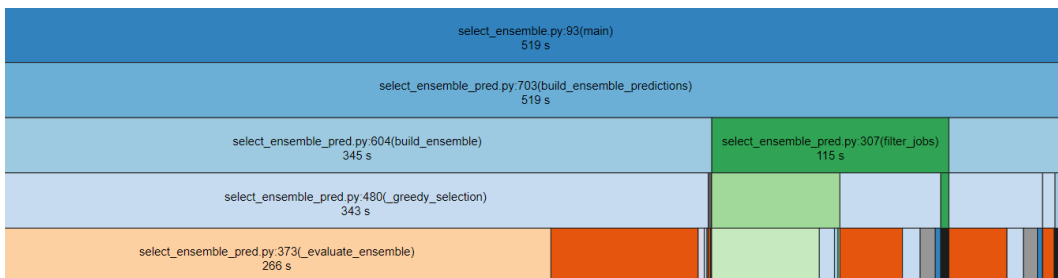 select_ensemble.py:93(main)
519 s
select_ensemble_pred.py:703(build_ensemble_predictions)
519 s
select_ensemble_pred.py:604(build_ensemble)
345 s
select_ensemble_pred.py:307(filter_jobs)
115 s
select_ensemble_pred.py:480(_greedy_selection)
343 s
select_ensemble_pred.py:373(_evaluate_ensemble)
266 s